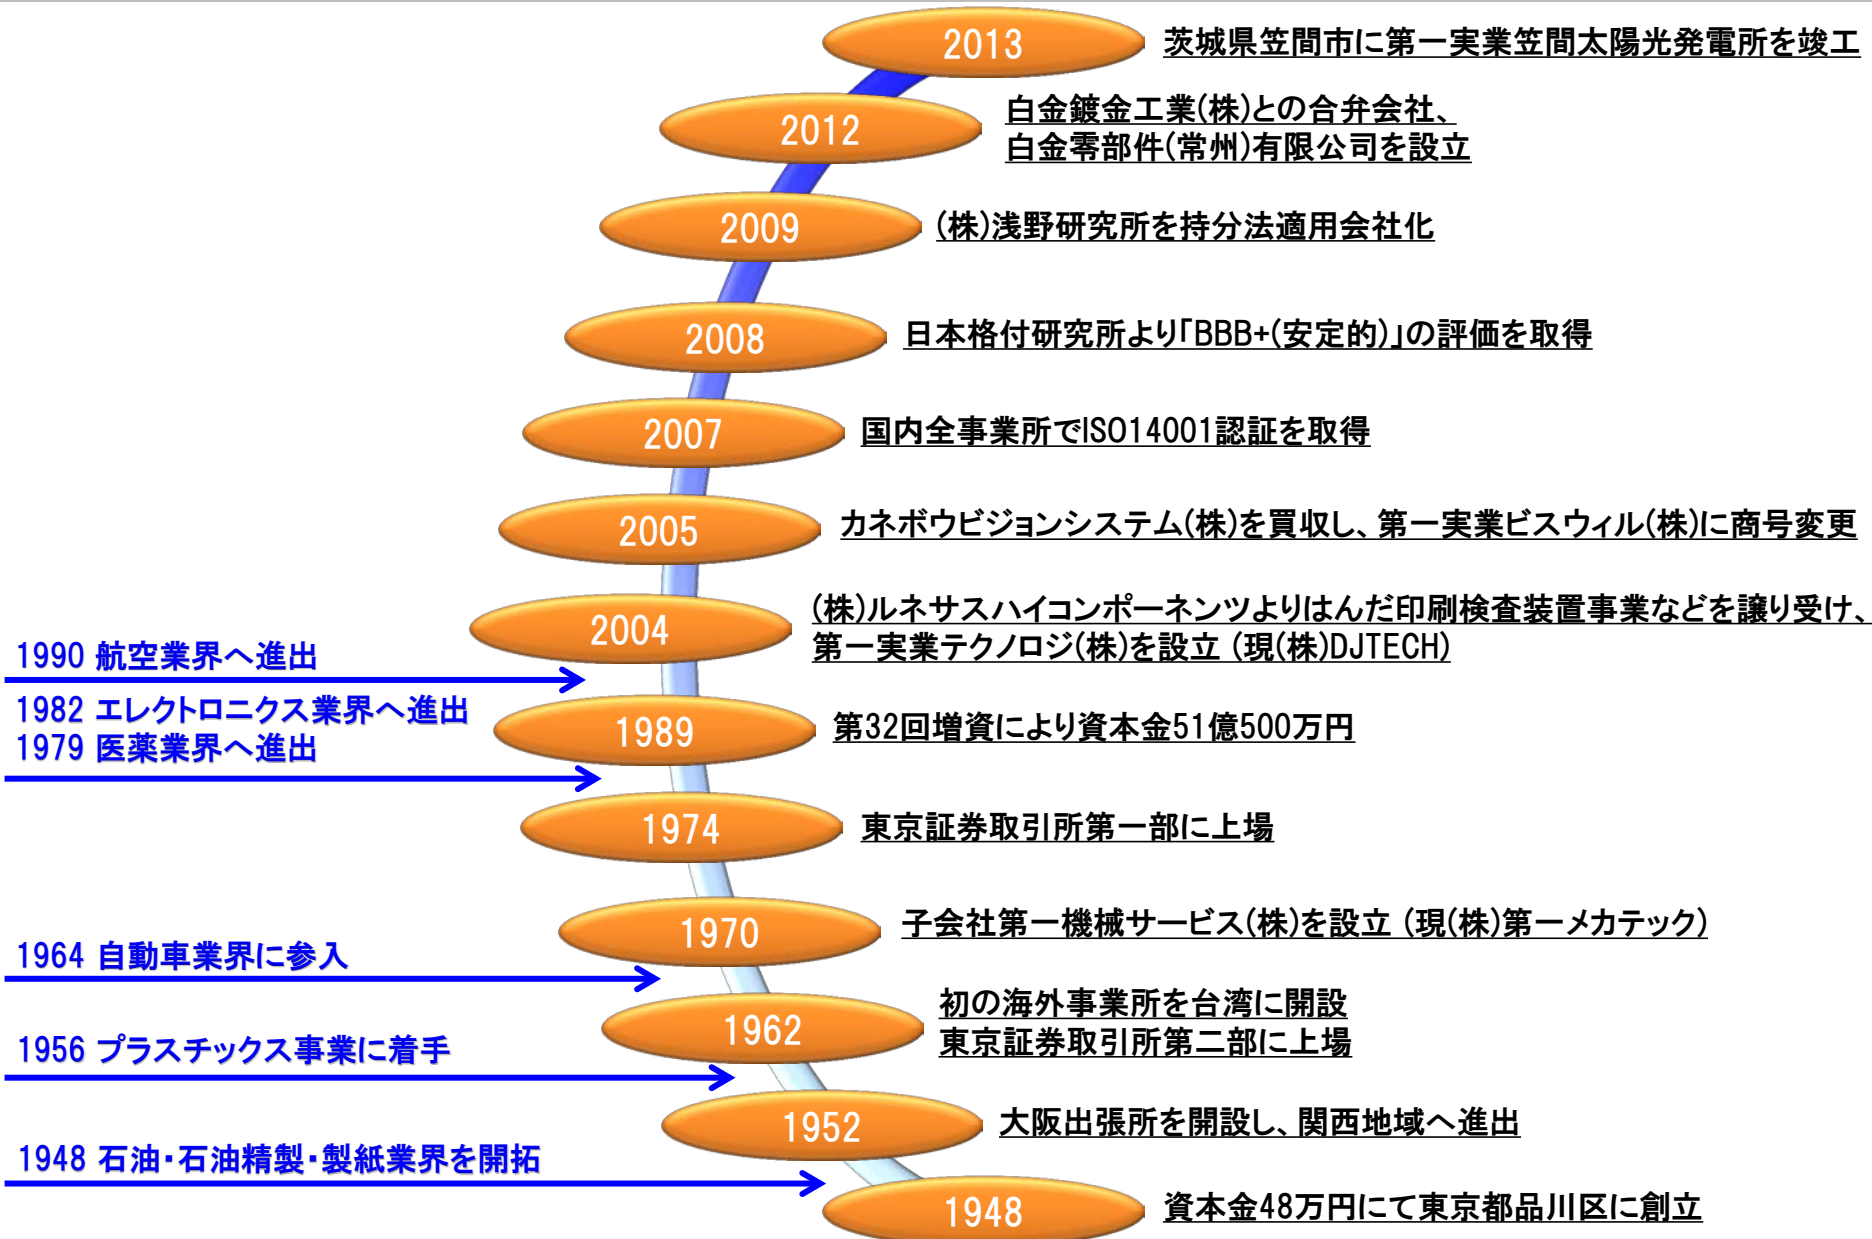 2013
茨城県笠間市に第一実業笠間太陽光発電所を竣工
2012
白金鍍金工業(株)との合弁会社、
白金零部件(常州)有限公司を設立
2009
(株)浅野研究所を持分法適用会社化
2008
日本格付研究所より「BBB+(安定的)」の評価を取得
2007
国内全事業所でISO14001認証を取得
2005
カネボウビジョンシステム(株)を買収し、第一実業ビスウィル(株)に商号変更
2004
(株)ルネサスハイコンポーネンツよりはんだ印刷検査装置事業などを譲り受け、
第一実業テクノロジ(株)を設立 (現(株)DJTECH)
1990 航空業界へ進出
1982 エレクトロニクス業界へ進出
1979 医薬業界へ進出
1989
第32回増資により資本金51億500万円
1974
東京証券取引所第一部に上場
1970
子会社第一機械サービス(株)を設立 (現(株)第一メカテック)
1964 自動車業界に参入
1962
初の海外事業所を台湾に開設
東京証券取引所第二部に上場
1956 プラスチックス事業に着手
1952
大阪出張所を開設し、関西地域へ進出
1948 石油・石油精製・製紙業界を開拓
1948
資本金48万円にて東京都品川区に創立